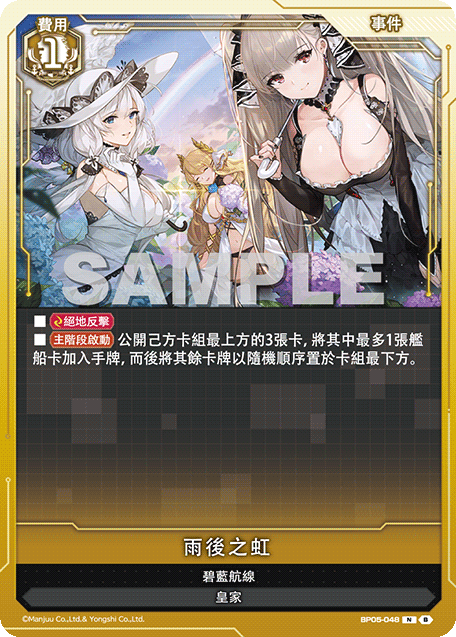 費用
1
事件
SAMPLE
絕地反擊
主階段啟動 公開己方卡組最上方的3張卡, 將其中最多1張艦
船卡加入手牌, 而後將其餘卡牌以隨機順序置於卡組最下方。
雨後之虹
碧藍航線
皇家
©Manjuu Co.,Ltd.& Yongshi Co.,Ltd. BP05-048 N B